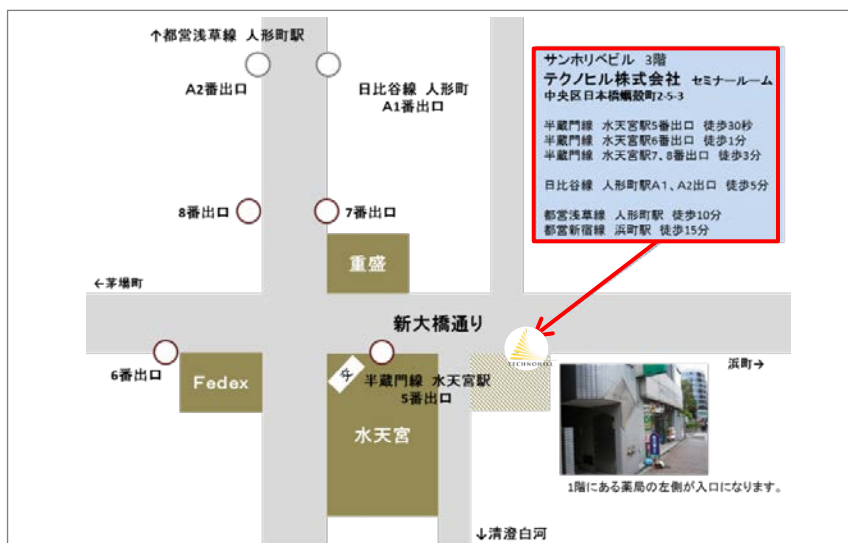 ↑都営浅草線 人形町駅
A2番出口
日比谷線 人形町
A1番出口
サンホリベビル 3階
テクノヒル株式会社 セミナールーム
中央区日本橋蠣殻町2-5-3
半蔵門線 水天宮駅5番出口 徒歩30秒
半蔵門線 水天宮駅6番出口 徒歩1分
半蔵門線 水天宮駅7、8番出口 徒歩3分
日比谷線 人形町駅A1、A2出口 徒歩5分
都営浅草線 人形町駅 徒歩10分
都営新宿線 浜町駅 徒歩15分
8番出口
7番出口
重盛
←茅場町
新大橋通り
TECHNOHILL
浜町→
6番出口
Fedex
交
半蔵門線 水天宮駅
5番出口
水天宮
1階にある薬局の左側が入口になります。
↓清澄白河